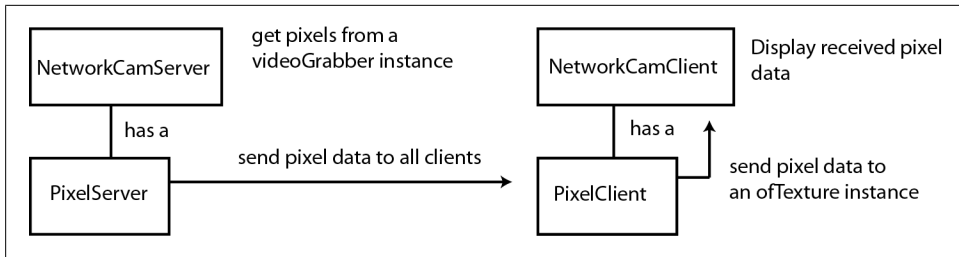 get pixels from a
videoGrabber instance
NetworkCamServer
has a
PixelServer
send pixel data to all clients
NetworkCamClient
Display received pixel
data
has a
PixelClient
send pixel data to
an ofTexture instance